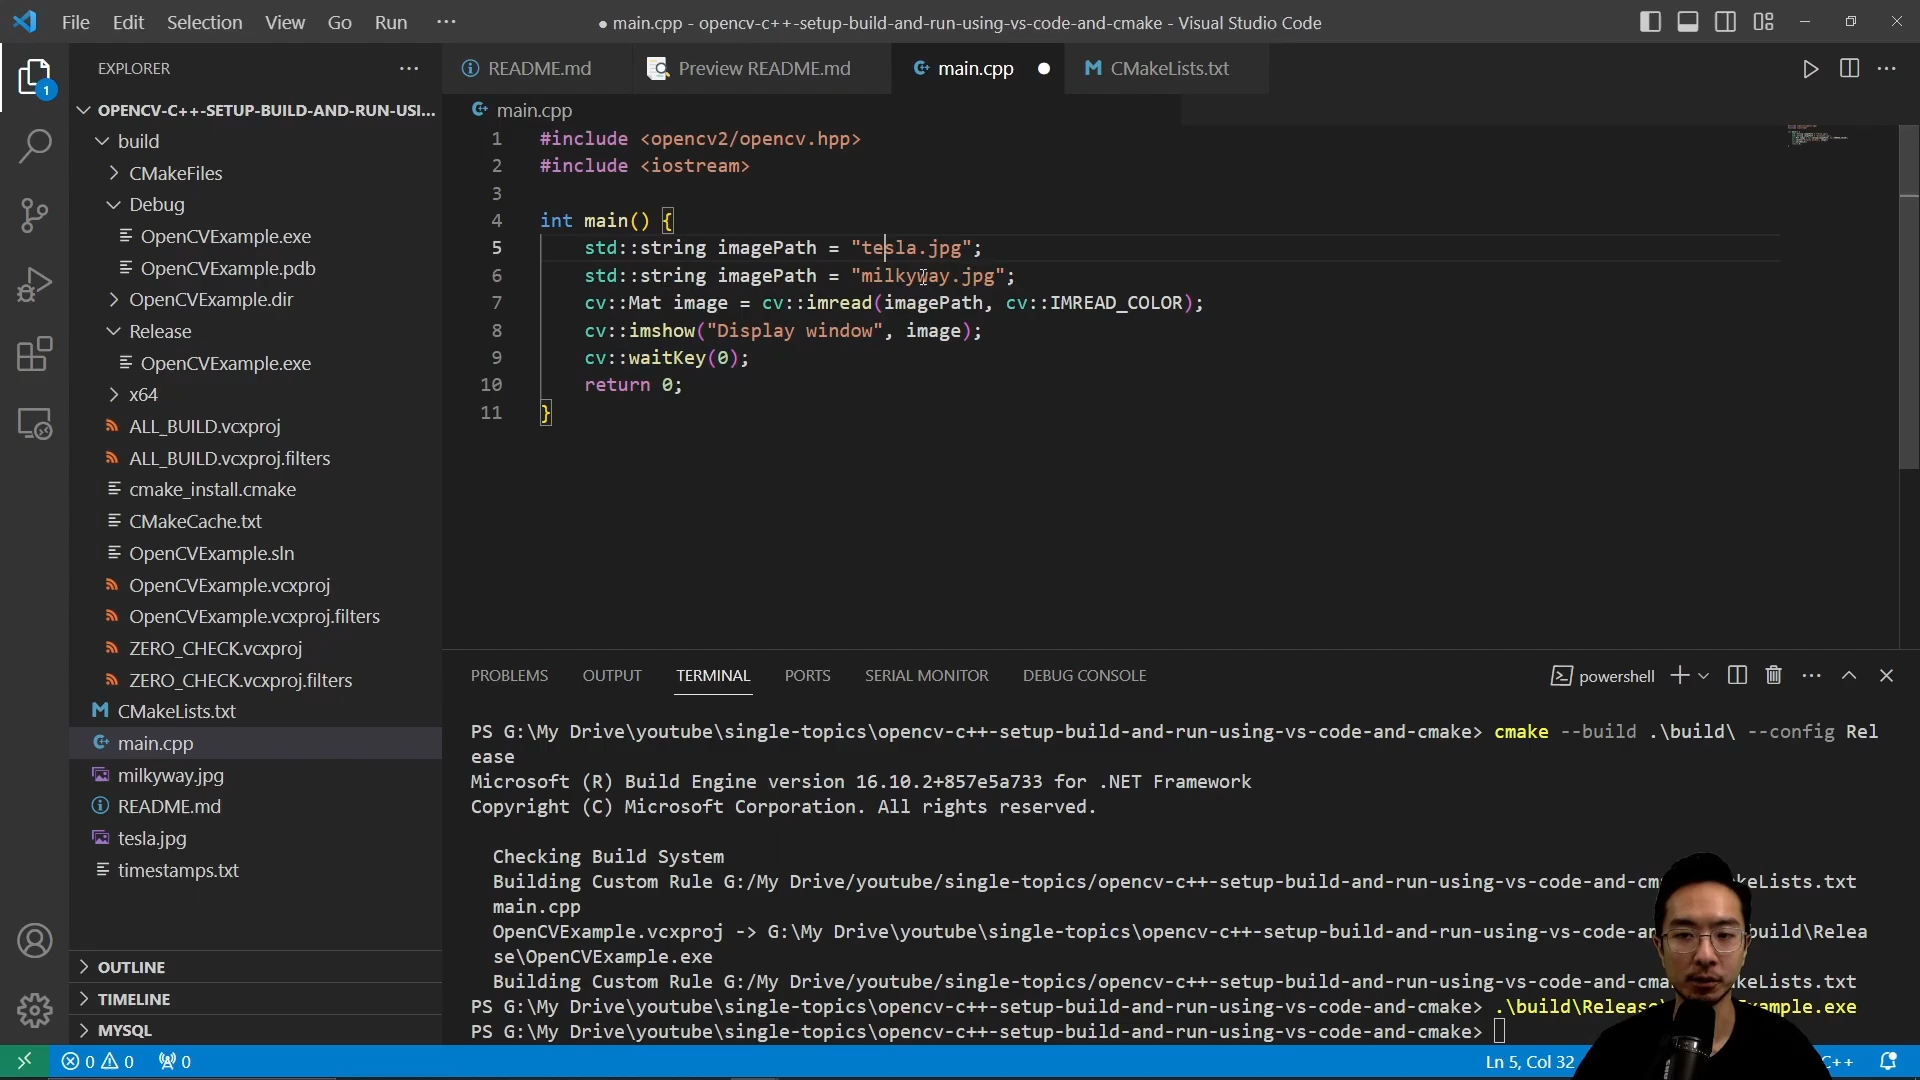 File Edit Selection View Go Run ···
● main.cpp - opencv-c++-setup-build-and-run-using-vs-code-and-cmake - Visual Studio Code
1
EXPLORER
OPENCV-C++-SETUP-BUILD-AND-RUN-USI...
build
CMakeFiles
Debug
OpenCVExample.exe
OpenCVExample.pdb
OpenCVExample.dir
Release
OpenCVExample.exe
x64
ALL_BUILD.vcxproj
ALL_BUILD.vcxproj.filters
cmake_install.cmake
CMakeCache.txt
OpenCVExample.sln
OpenCVExample.vcxproj
OpenCVExample.vcxproj.filters
ZERO_CHECK.vcxproj
ZERO_CHECK.vcxproj.filters
CMakeLists.txt
main.cpp
milkyway.jpg
README.md
tesla.jpg
timestamps.txt
OUTLINE
TIMELINE
MYSQL
README.md Preview README.md main.cpp ● CMakeLists.txt
main.cpp
1 #include <opencv2/opencv.hpp>
2 #include <iostream>
3
4 int main() {
5 std::string imagePath = "tesla.jpg";
6 std::string imagePath = "milkyway.jpg";
7 cv::Mat image = cv::imread(imagePath, cv::IMREAD_COLOR);
8 cv::imshow("Display window", image);
9 cv::waitKey(0);
10 return 0;
11 }
PROBLEMS OUTPUT TERMINAL PORTS SERIAL MONITOR DEBUG CONSOLE
powershell
PS G:\My Drive\youtube\single-topics\opencv-c++-setup-build-and-run-using-vs-code-and-cmake> cmake --build .\build\ --config Rel
ease
Microsoft (R) Build Engine version 16.10.2+857e5a733 for .NET Framework
Copyright (C) Microsoft Corporation. All rights reserved.
Checking Build System
Building Custom Rule G:/My Drive/youtube/single-topics/opencv-c++-setup-build-and-run-using-vs-code-and-cm keLists.txt
main.cpp
OpenCVExample.vcxproj -> G:\My Drive\youtube\single-topics\opencv-c++-setup-build-and-run-using-vs-code-and- build\Relea
se\OpenCVExample.exe
Building Custom Rule G:/My Drive/youtube/single-topics/opencv-c++-setup-build-and-run-using-vs-code-and-cma keLists.txt
PS G:\My Drive\youtube\single-topics\opencv-c++-setup-build-and-run-using-vs-code-and-cmake> .\build\Release\ Example.exe
PS G:\My Drive\youtube\single-topics\opencv-c++-setup-build-and-run-using-vs-code-and-cmake>
0 0 0
Ln 5, Col 32
C++